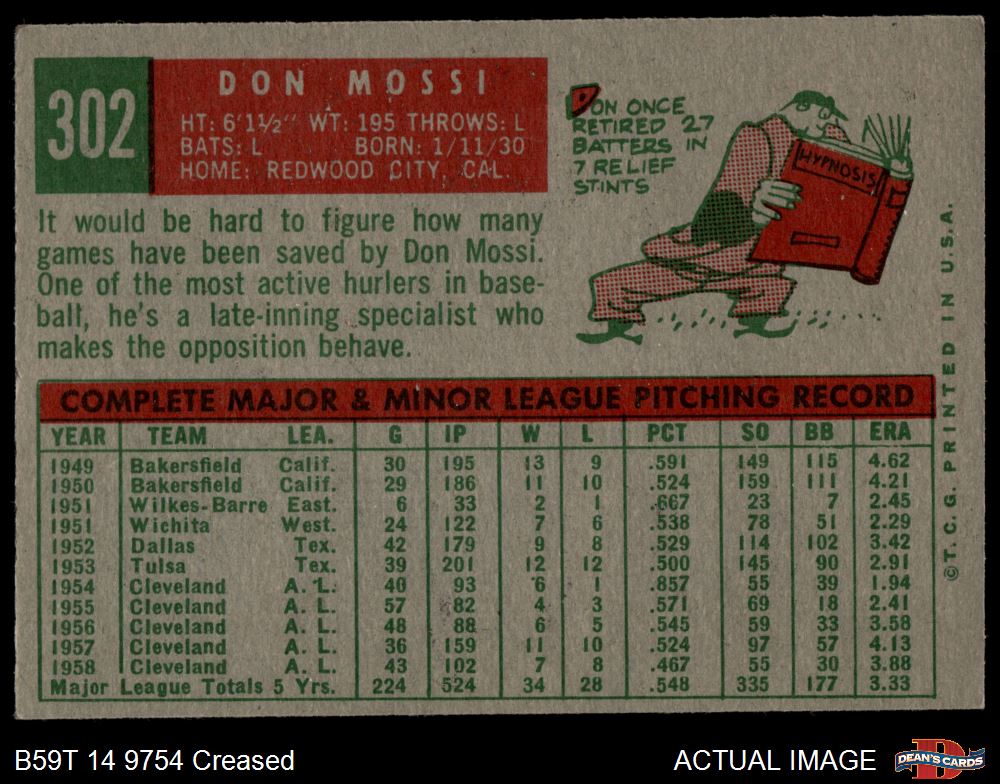 302
DON MOSSI
HT: 6'1½" WT: 195 THROWS: L
BATS: L BORN: 1/11/30
HOME: REDWOOD CITY, CAL.
It would be hard to figure how many
games have been saved by Don Mossi.
One of the most active hurlers in base-
ball, he's a late-inning specialist who
makes the opposition behave.
DON ONCE
RETIRED 27
BATTERS IN
7 RELIEF
STINTS
HYPNOSIS
COMPLETE MAJOR & MINOR LEAGUE PITCHING RECORD
YEAR TEAM LEA. G IP W L PCT SO BB ERA
1949 Bakersfield Calif. 30 195 13 9 .591 149 115 4.62
1950 Bakersfield Calif. 29 186 11 10 .524 159 111 4.21
1951 Wilkes-Barre East. 6 33 2 1 .667 23 7 2.45
1951 Wichita West. 24 122 7 6 .538 78 51 2.29
1952 Dallas Tex. 42 179 9 8 .529 114 102 3.42
1953 Tulsa Tex. 39 201 12 12 .500 145 90 2.91
1954 Cleveland A. L. 40 93 6 1 .857 55 39 1.94
1955 Cleveland A. L. 57 82 4 3 .571 69 18 2.41
1956 Cleveland A. L. 48 88 6 5 .545 59 33 3.58
1957 Cleveland A. L. 36 159 11 10 .524 97 57 4.13
1958 Cleveland A. L. 43 102 7 8 .467 55 30 3.88
Major League Totals 5 Yrs. 224 524 34 28 .548 335 177 3.33
©T. C. G. PRINTED IN U.S.A.
B59T 14 9754 Creased
ACTUAL IMAGE
DEAN'S CARDS